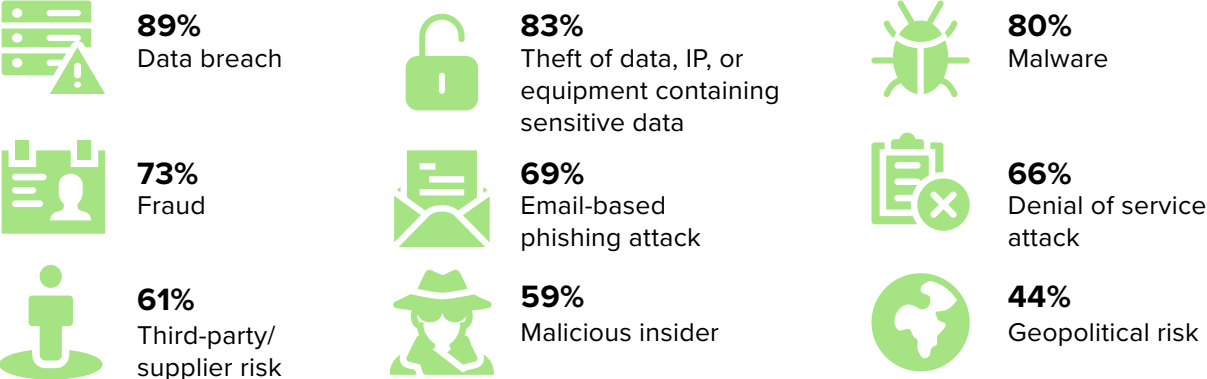 89%
Data breach
83%
Theft of data, IP, or
equipment containing
sensitive data
80%
Malware
73%
Fraud
69%
Email-based
phishing attack
66%
Denial of service
attack
61%
Third-party/
supplier risk
59%
Malicious insider
44%
Geopolitical risk